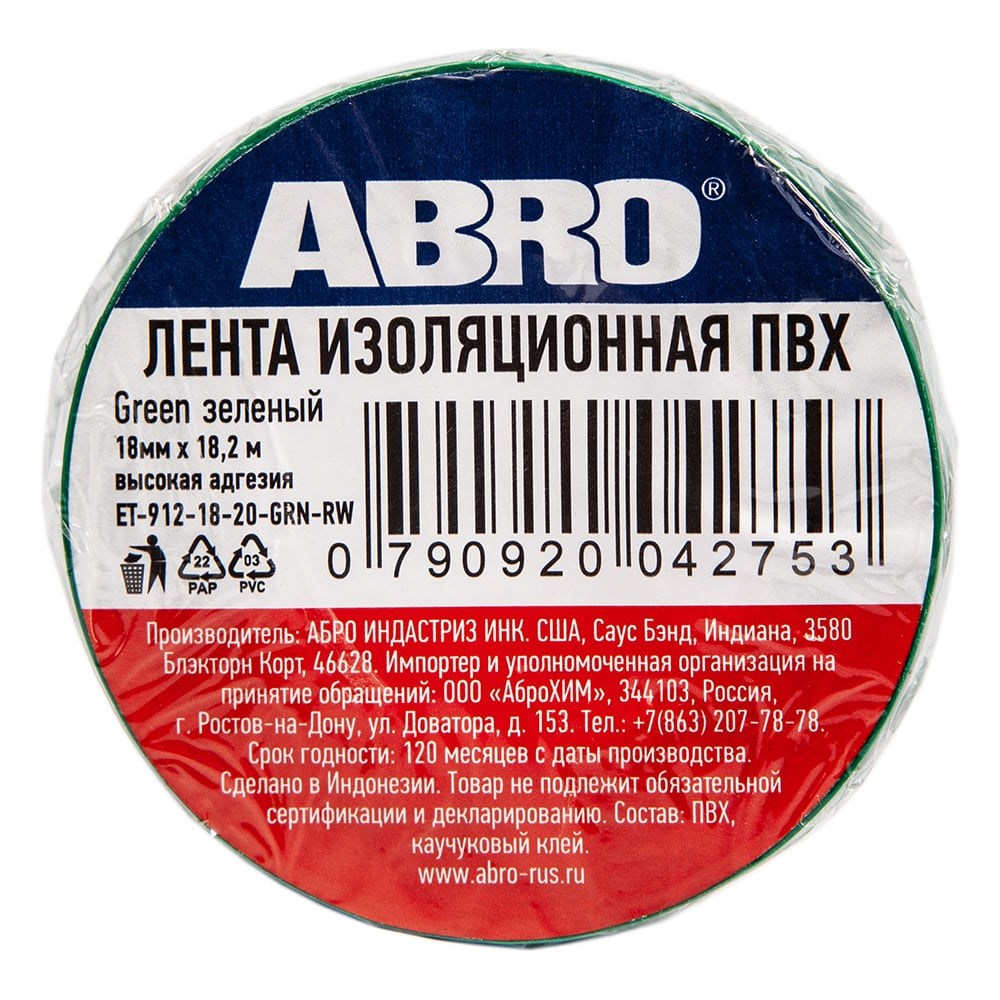 ABRO®
ЛЕНТА ИЗОЛЯЦИОННАЯ ПВХ
Green зеленый
18мм x 18,2 м
высокая адгезия
ET-912-18-20-GRN-RW
22 03
PAP PVC
0 790920 042753
Производитель: АБРО ИНДАСТРИЗ ИНК. США, Саус Бэнд, Индиана, 3580
Блэкторн Корт, 46628. Импортер и уполномоченная организация на
принятие обращений: ООО «АброХИМ», 344103, Россия,
г. Ростов-на-Дону, ул. Доватора, д. 153. Тел.: +7(863) 207-78-78.
Срок годности: 120 месяцев с даты производства.
Сделано в Индонезии. Товар не подлежит обязательной
сертификации и декларированию. Состав: ПВХ,
каучуковый клей.
www.abro-rus.ru